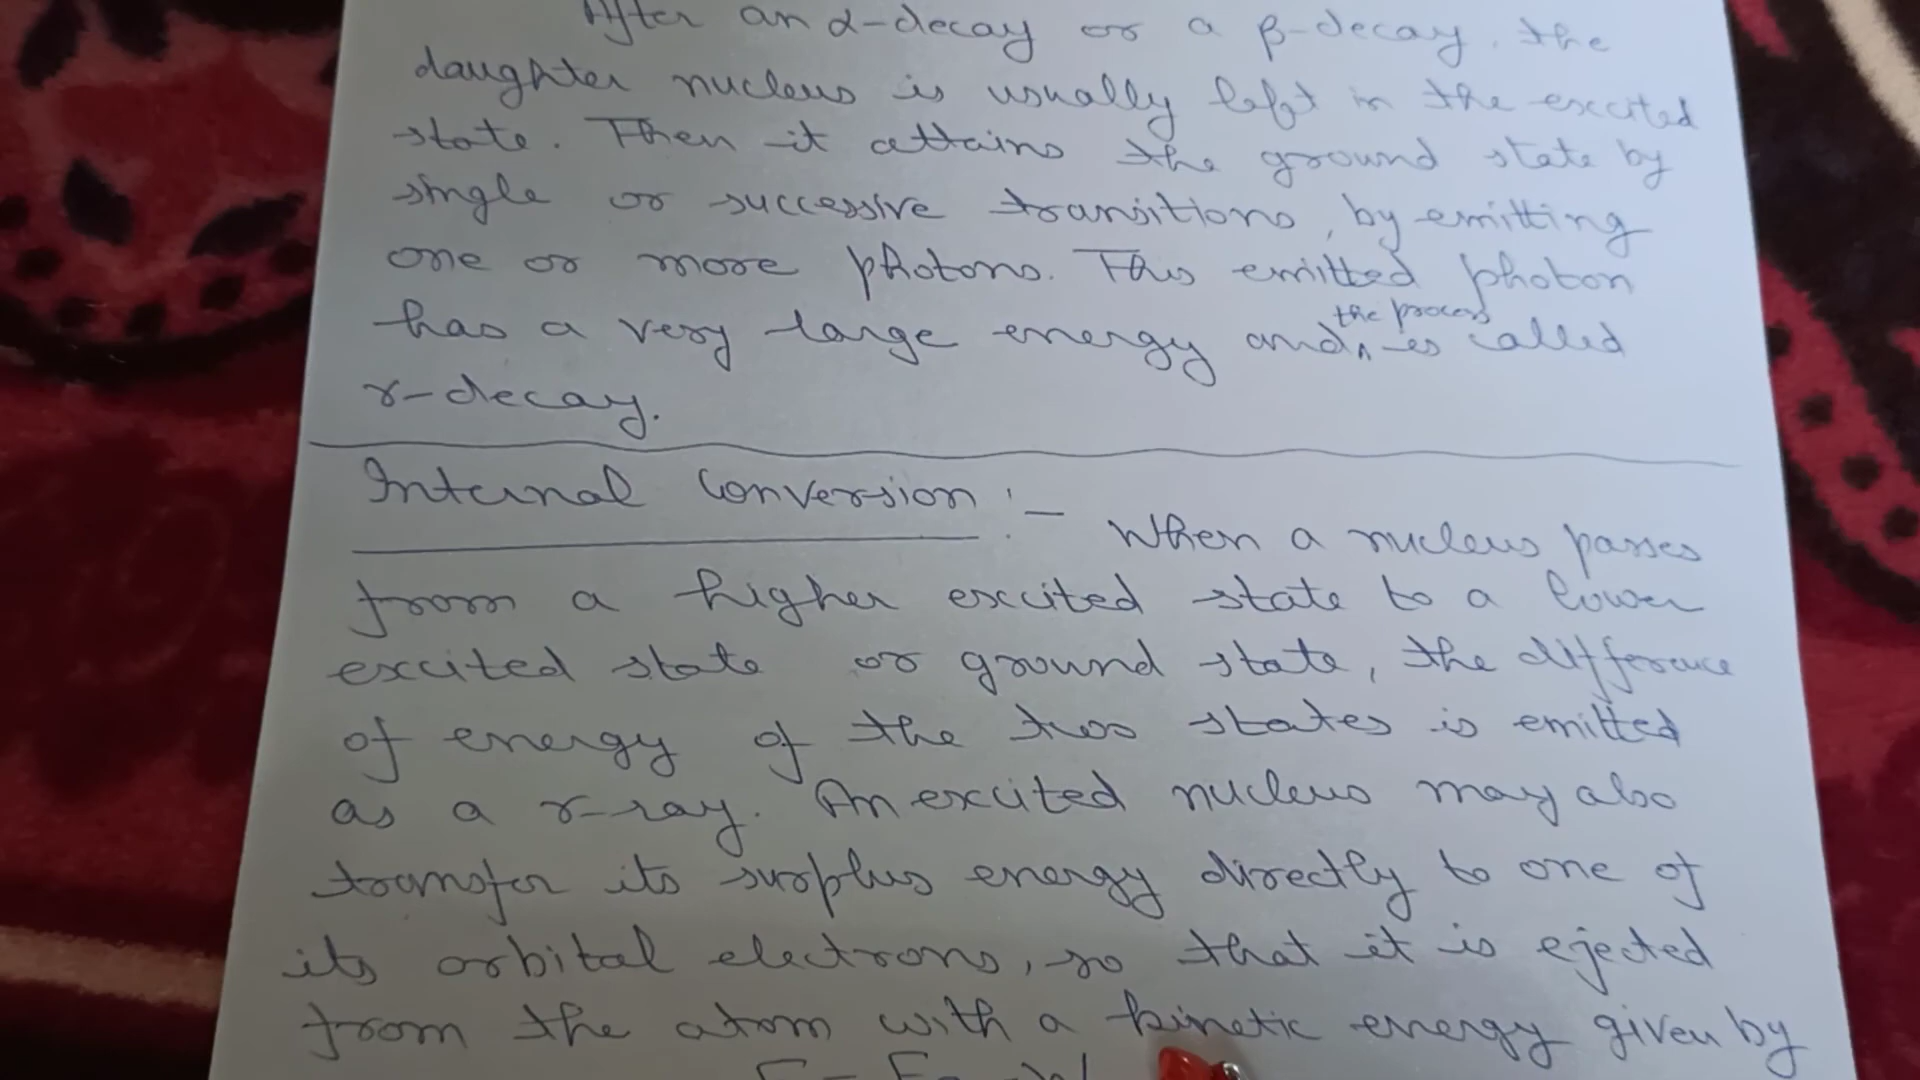 After an α-decay or a β-decay, the
daughter nucleus is usually left in the excited
state. Then it attains the ground state by
single or successive transitions, by emitting
one or more photons. This emitted photon
has a very large energy and the process is called
γ-decay.
Internal Conversion :- When a nucleus passes
from a higher excited state to a lower
excited state or ground state, the difference
of energy of the two states is emitted
as a γ-ray. An excited nucleus may also
transfer its surplus energy directly to one of
its orbital electrons, so that it is ejected
from the atom with a kinetic energy given by